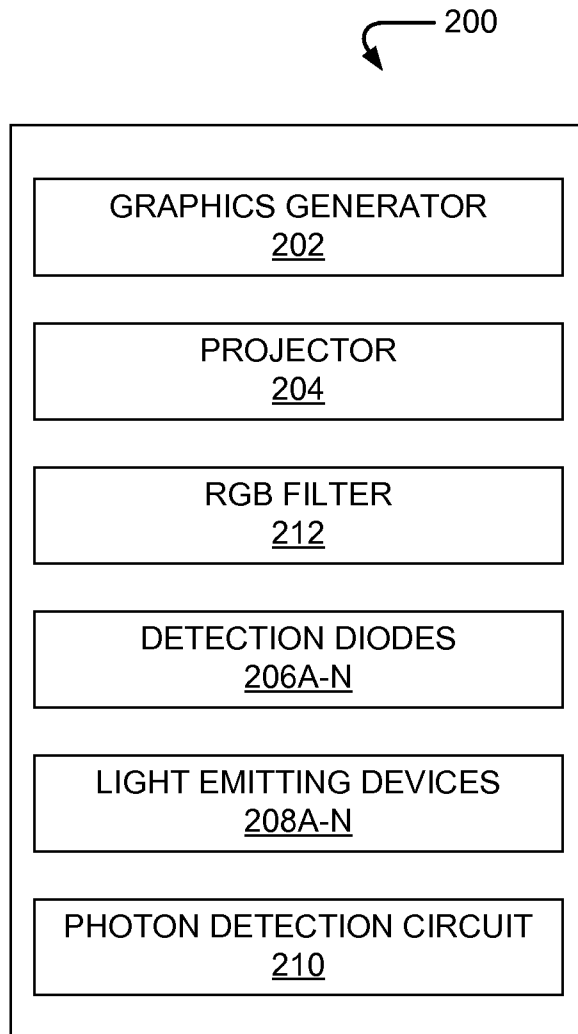 200
GRAPHICS GENERATOR
202
PROJECTOR
204
RGB FILTER
212
DETECTION DIODES
206A-N
LIGHT EMITTING DEVICES
208A-N
PHOTON DETECTION CIRCUIT
210